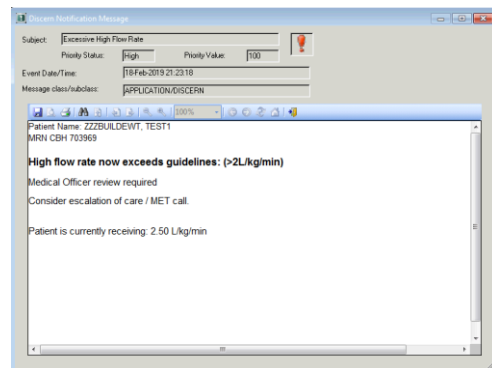 Discern Notification Message
Subject: Excessive High Flow Rate
Priority Status: High Priority Value: 100
Event Date/Time: 18-Feb-2019 21:23:18
Message class/subclass: APPLICATION/DISCERN
100%
Patient Name: ZZZBUILDEWT, TEST1
MRN CBH 703969
High flow rate now exceeds guidelines: (>2L/kg/min)
Medical Officer review required
Consider escalation of care / MET call.
Patient is currently receiving: 2.50 L/kg/min